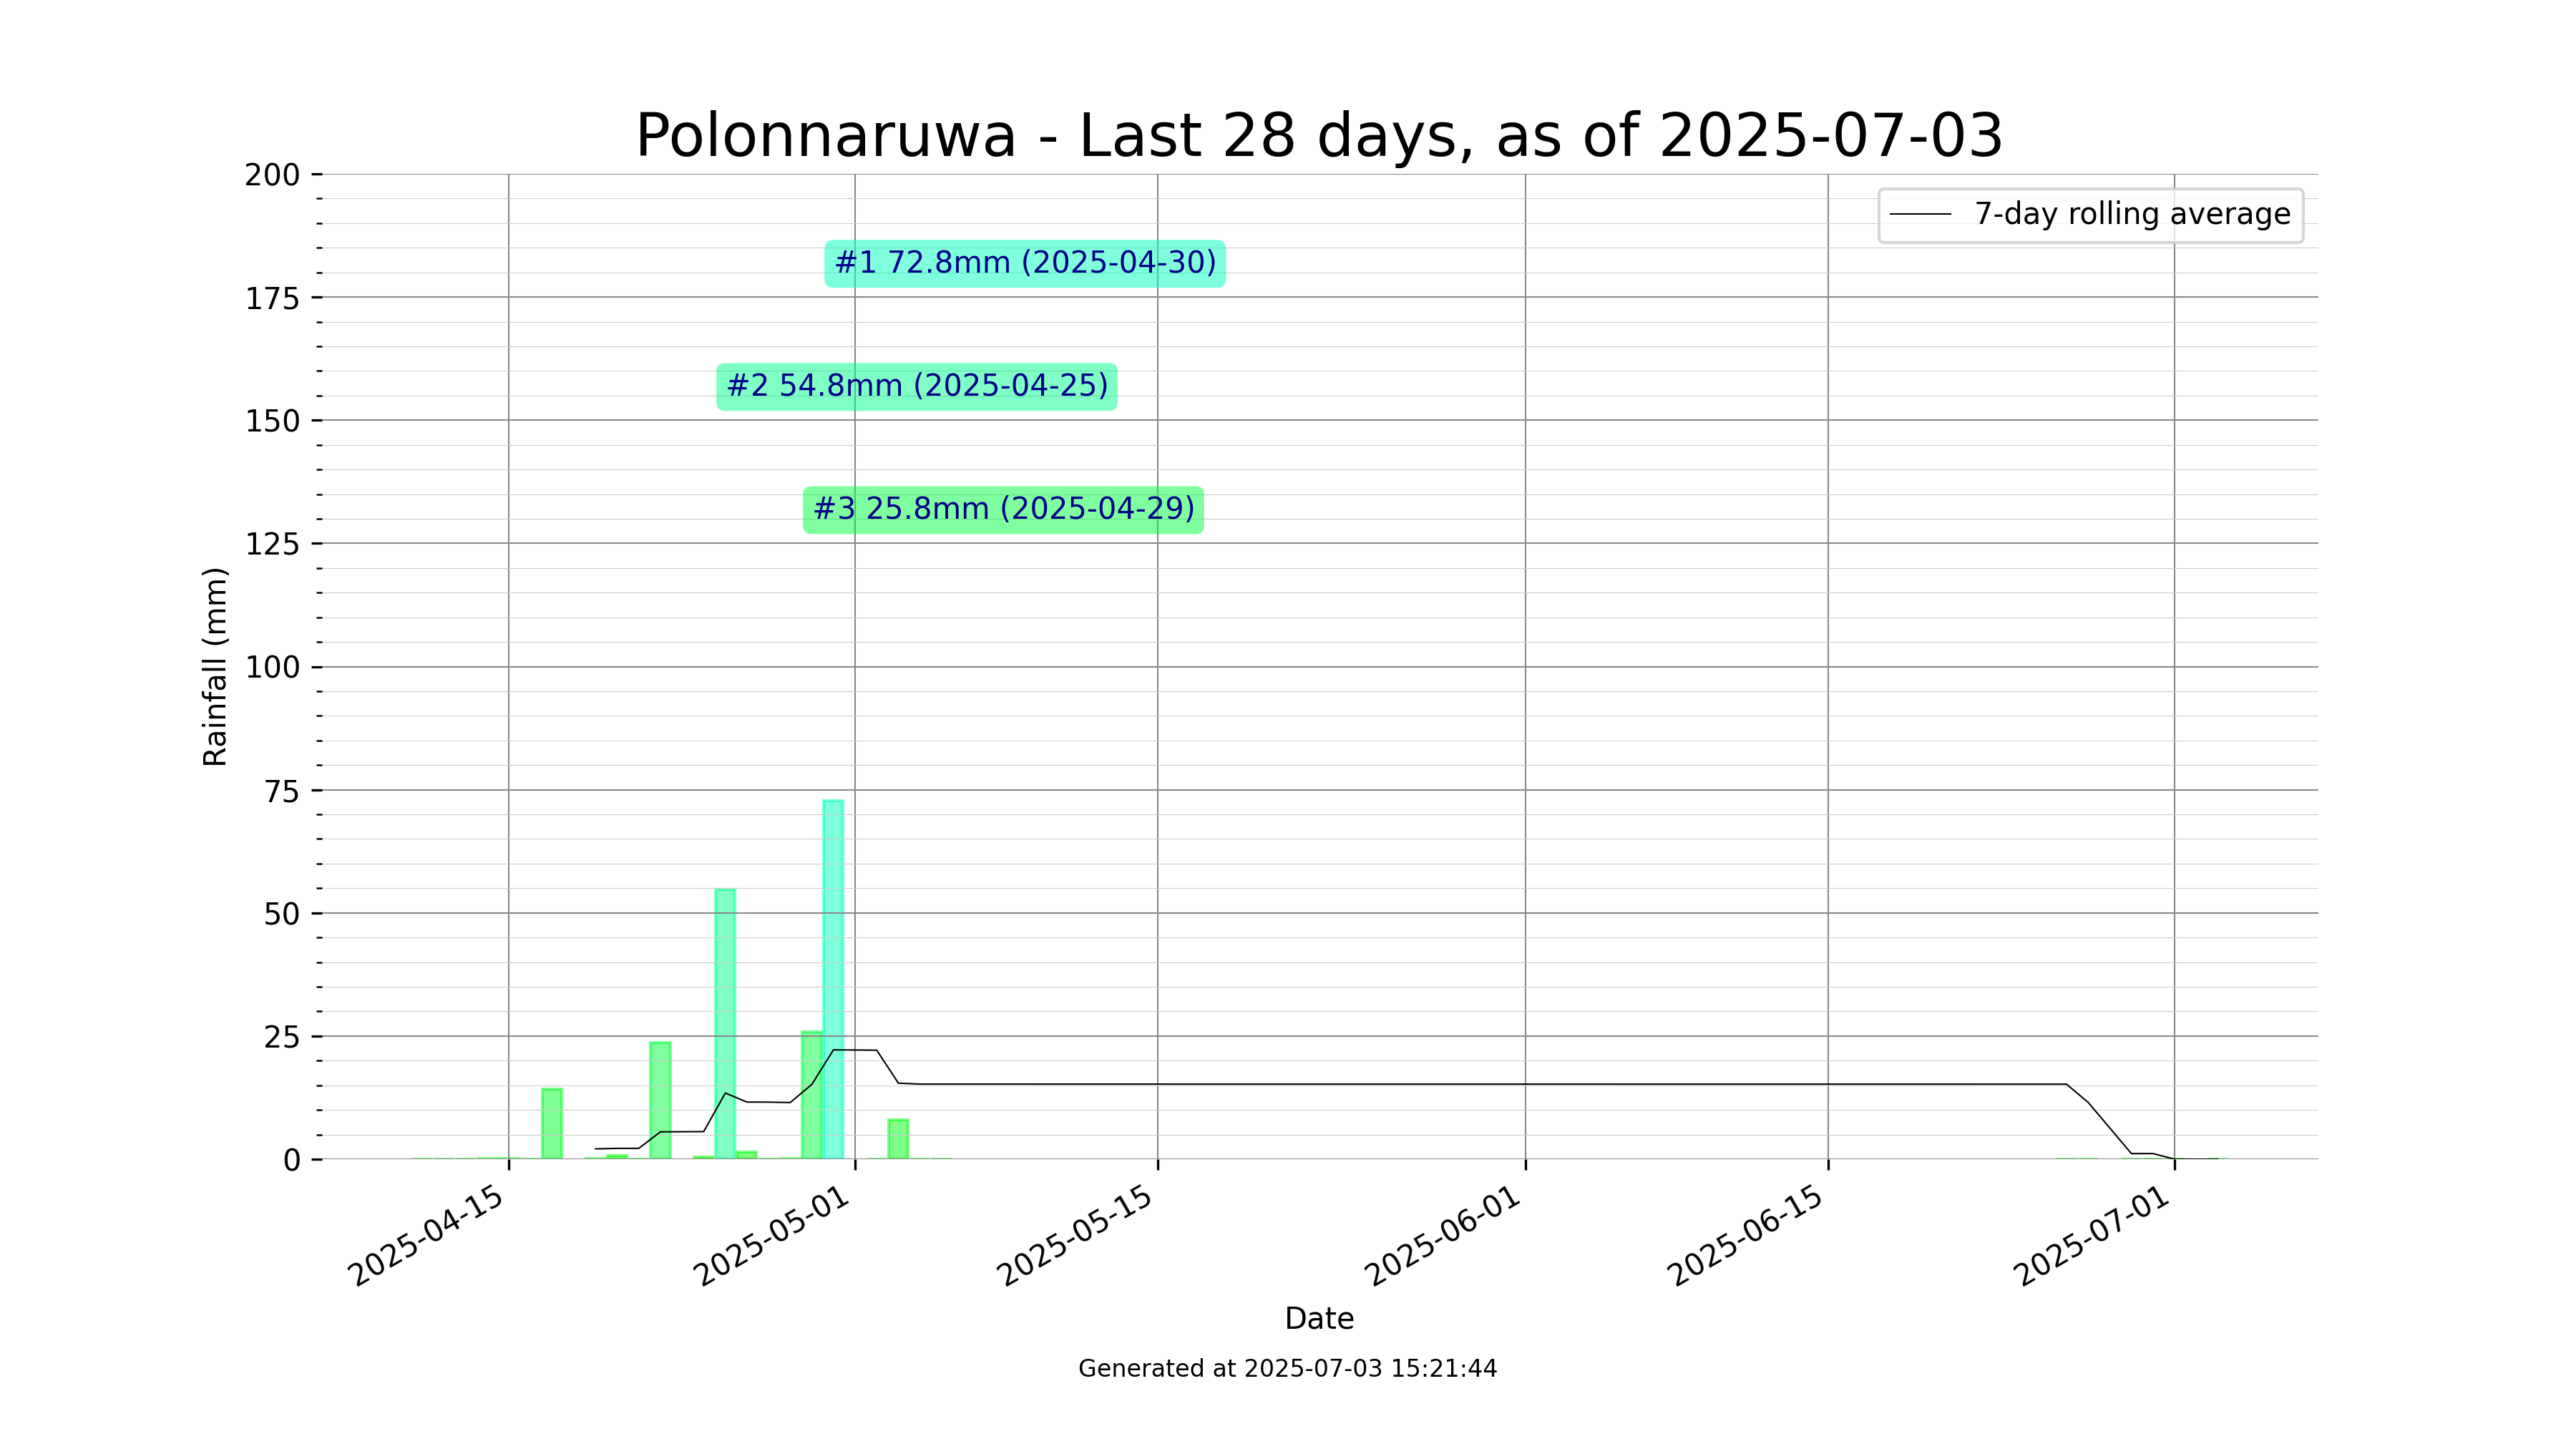 Polonnaruwa - Last 28 days, as of 2025-07-03
200
175
150
125
100
75
50
25
0
Rainfall (mm)
7-day rolling average
#1 72.8mm (2025-04-30)
#2 54.8mm (2025-04-25)
#3 25.8mm (2025-04-29)
2025-04-15
2025-05-01
2025-05-15
2025-06-01
2025-06-15
2025-07-01
Date
Generated at 2025-07-03 15:21:44